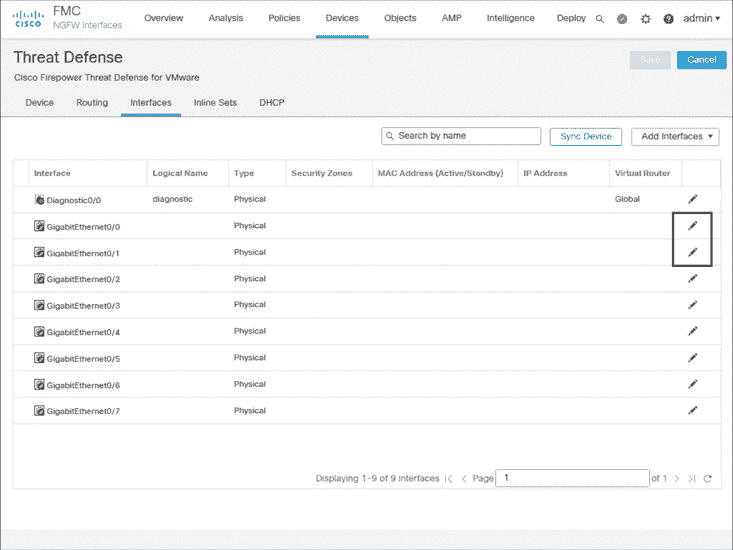 CISCO
FMC
NGFW Interfaces
Overview Analysis Policies Devices Objects AMP Intelligence Deploy admin
Threat Defense
Save Cancel
Cisco Firepower Threat Defense for VMware
Device Routing Interfaces Inline Sets DHCP
Search by name Sync Device Add Interfaces
Interface Logical Name Type Security Zones MAC Address (Active/Standby) IP Address Virtual Router
Diagnostic0/0 diagnostic Physical Global
GigabitEthernet0/0 Physical
GigabitEthernet0/1 Physical
GigabitEthernet0/2 Physical
GigabitEthernet0/3 Physical
GigabitEthernet0/4 Physical
GigabitEthernet0/5 Physical
GigabitEthernet0/6 Physical
GigabitEthernet0/7 Physical
Displaying 1-9 of 9 interfaces Page 1 of 1